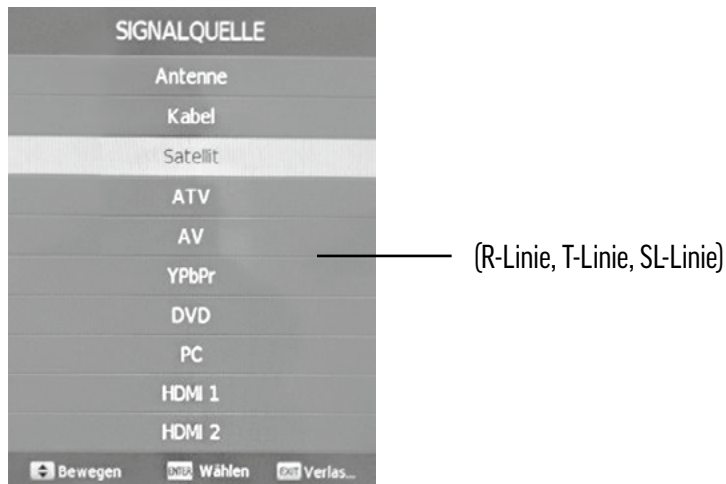 SIGNALQUELLE
Antenne
Kabel
Satellit
ATV
AV
(R-Linie, T-Linie, SL-Linie)
YPbPr
DVD
PC
HDMI 1
HDMI 2
Bewegen ENTER Wählen EXIT Verlas...